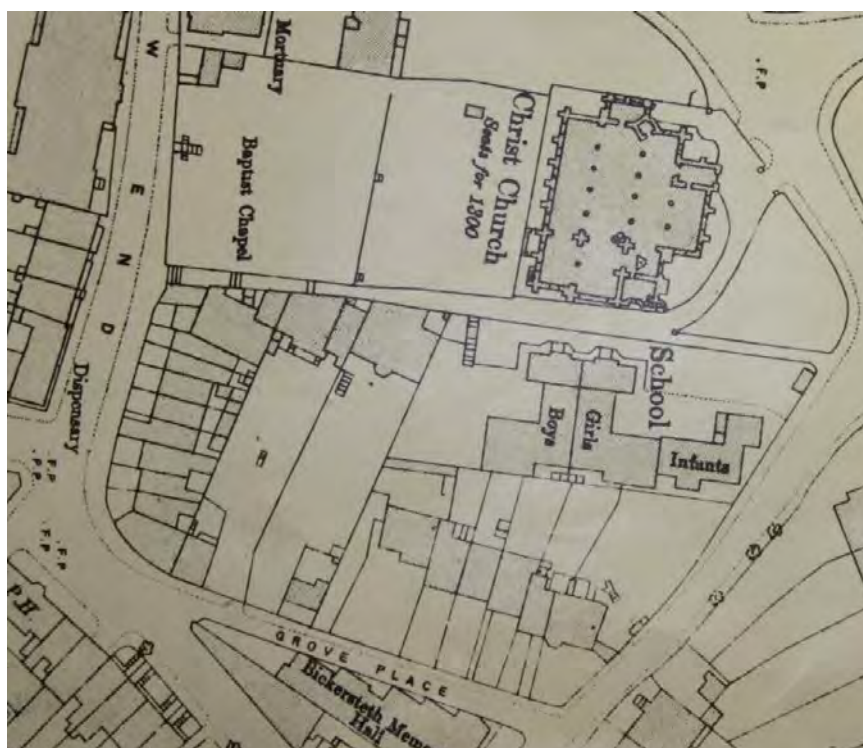 F.P
Mortuary
W E N D
Christ Church
Seats for 1300
Baptist Chapel
School
Dispensary
Boys
Girls
Infants
F.P
F.P
F.P
F.P
P.H.
GROVE PLACE
Bickersteth Memo
Hall